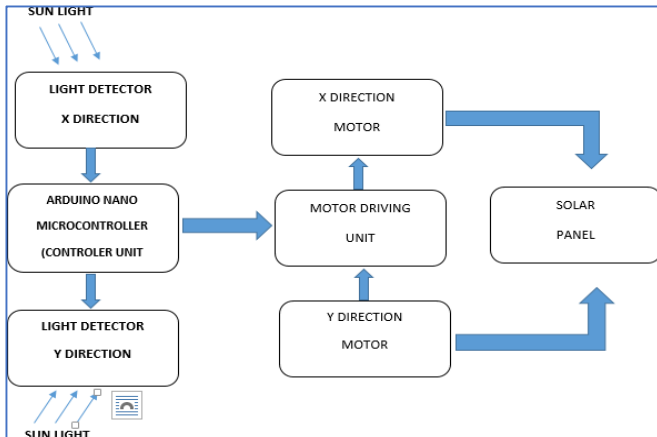 SUN LIGHT
LIGHT DETECTOR
X DIRECTION
ARDUINO NANO
MICROCONTROLLER
(CONTROLER UNIT
LIGHT DETECTOR
Y DIRECTION
SUN LIGHT
X DIRECTION
MOTOR
MOTOR DRIVING
UNIT
Y DIRECTION
MOTOR
SOLAR
PANEL